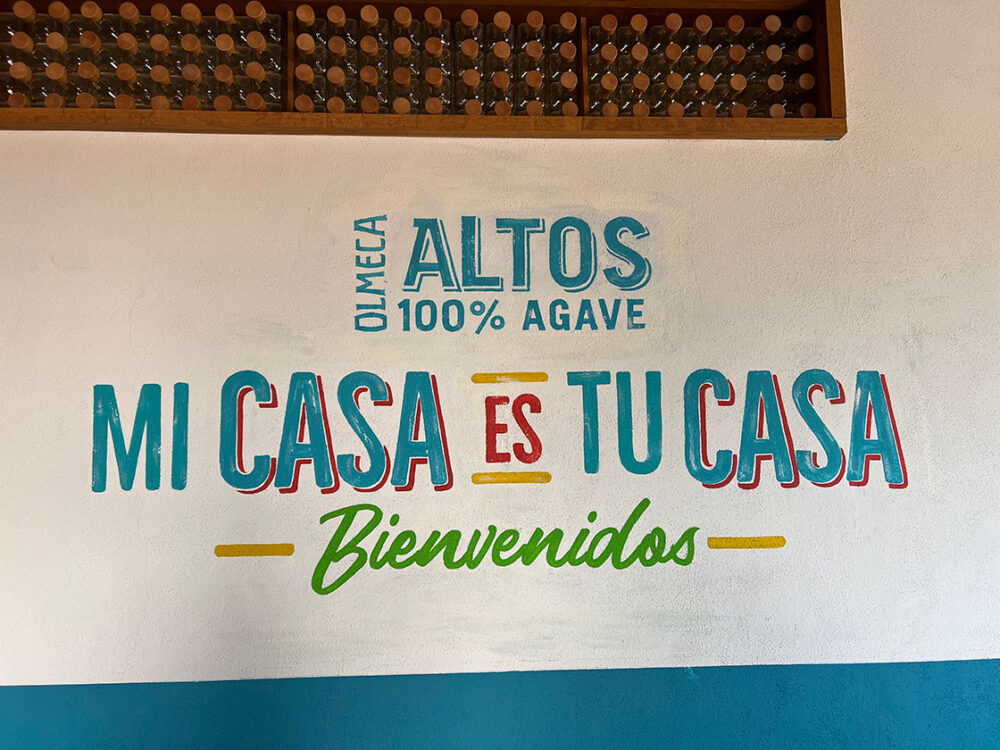 OLMECA
ALTOS
100% AGAVE
MI CASA ES TU CASA
Bienvenidos